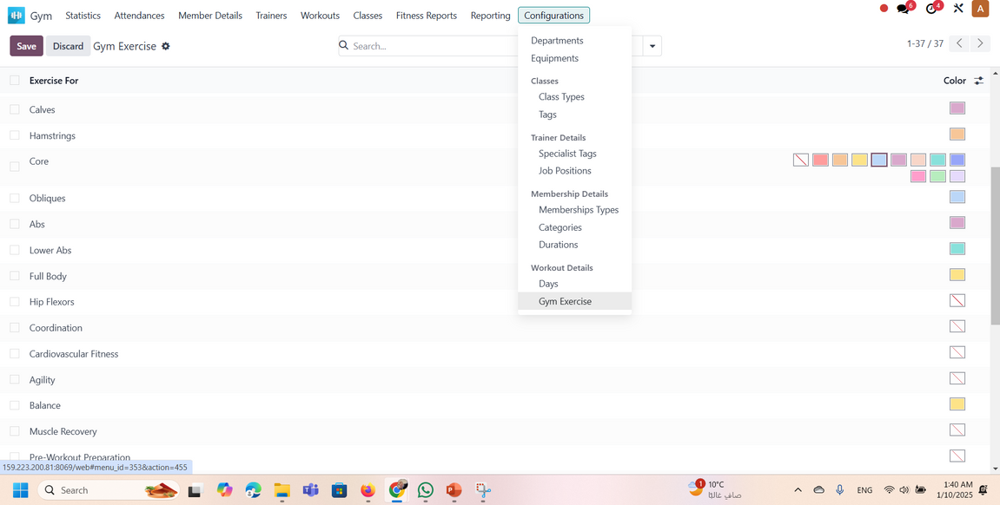 Gym Statistics Attendances Member Details Trainers Workouts Classes Fitness Reports Reporting Configurations 6 4 A
Save Discard Gym Exercise Search... 1-37 / 37
Departments
Equipments
Classes
Class Types
Tags
Trainer Details
Specialist Tags
Job Positions
Membership Details
Memberships Types
Categories
Durations
Workout Details
Days
Gym Exercise
Exercise For Color
Calves
Hamstrings
Core
Obliques
Abs
Lower Abs
Full Body
Hip Flexors
Coordination
Cardiovascular Fitness
Agility
Balance
Muscle Recovery
Pre-Workout Preparation
159.223.200.81:8069/web#menu_id=353&action=455
Search 1 10°C ENG 1:40 AM
صافٍ غالبًا 1/10/2025